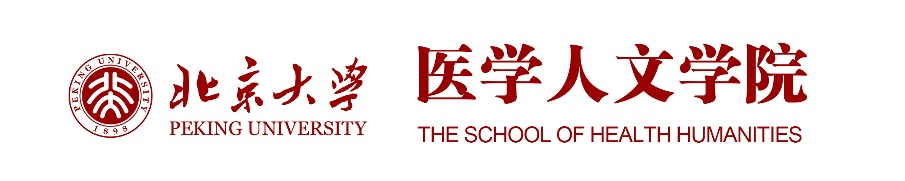 PEKING UNIVERSITY
1898
北京大学
PEKING UNIVERSITY
医学人文学院
THE SCHOOL OF HEALTH HUMANITIES